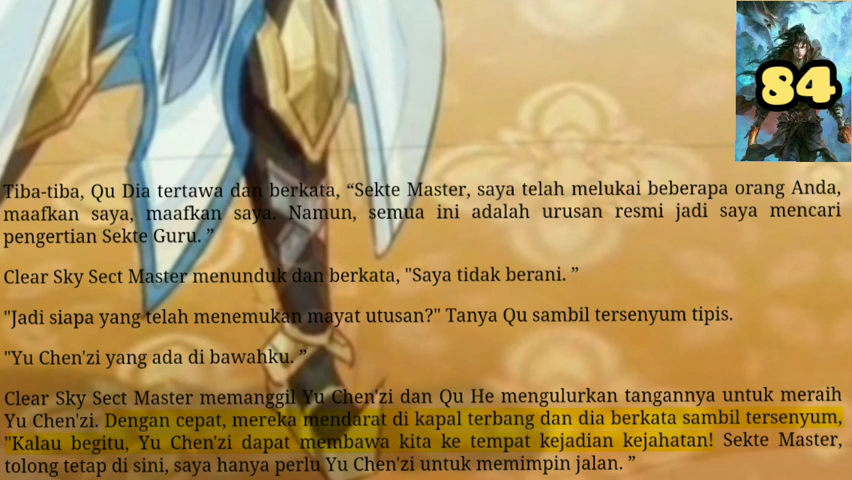 84
Tiba-tiba, Qu Dia tertawa dan berkata, “Sekte Master, saya telah melukai beberapa orang Anda,
maafkan saya, maafkan saya. Namun, semua ini adalah urusan resmi jadi saya mencari
pengertian Sekte Guru. ”
Clear Sky Sect Master menunduk dan berkata, "Saya tidak berani. ”
"Jadi siapa yang telah menemukan mayat utusan?" Tanya Qu sambil tersenyum tipis.
"Yu Chen'zi yang ada di bawahku. ”
Clear Sky Sect Master memanggil Yu Chen'zi dan Qu He mengulurkan tangannya untuk meraih
Yu Chen'zi. Dengan cepat, mereka mendarat di kapal terbang dan dia berkata sambil tersenyum,
"Kalau begitu, Yu Chen'zi dapat membawa kita ke tempat kejadian kejahatan! Sekte Master,
tolong tetap di sini, saya hanya perlu Yu Chen'zi untuk memimpin jalan. ”